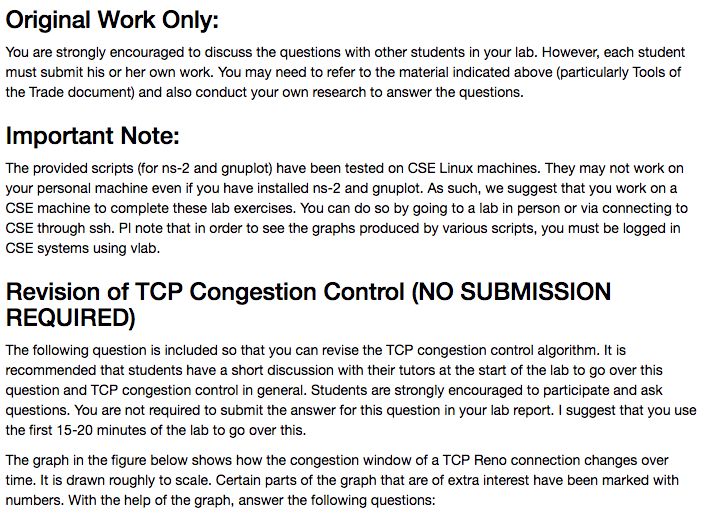 Original Work Only:
You are strongly encouraged to discuss the questions with other students in your lab. However, each student
must submit his or her own work. You may need to refer to the material indicated above (particularly Tools of
the Trade document) and also conduct your own research to answer the questions.
Important Note:
The provided scripts (for ns-2 and gnuplot) have been tested on CSE Linux machines. They may not work on
your personal machine even if you have installed ns-2 and gnuplot. As such, we suggest that you work on a
CSE machine to complete these lab exercises. You can do so by going to a lab in person or via connecting to
CSE through ssh. Pl note that in order to see the graphs produced by various scripts, you must be logged in
CSE systems using vlab.
Revision of TCP Congestion Control (NO SUBMISSION
REQUIRED)
The following question is included so that you can revise the TCP congestion control algorithm. It is
recommended that students have a short discussion with their tutors at the start of the lab to go over this
question and TCP congestion control in general. Students are strongly encouraged to participate and ask
questions. You are not required to submit the answer for this question in your lab report. I suggest that you use
the first 15-20 minutes of the lab to go over this.
The graph in the figure below shows how the congestion window of a TCP Reno connection changes over
time. It is drawn roughly to scale. Certain parts of the graph that are of extra interest have been marked with
numbers. With the help of the graph, answer the following questions: